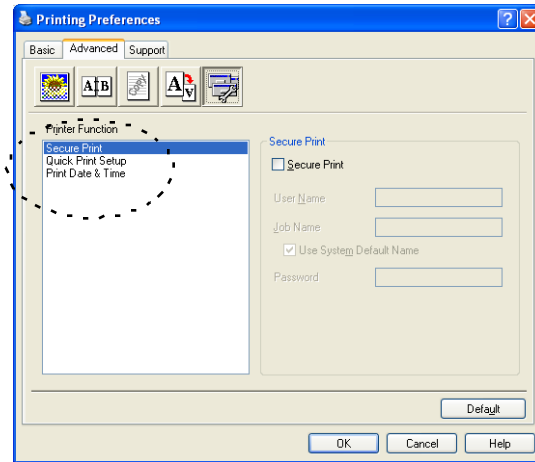 Printing Preferences
Basic Advanced Support
A B
A
Printer Function
Secure Print
Quick Print Setup
Print Date & Time
Secure Print
Secure Print
User Name
Job Name
Use System Default Name
Password
Default
OK Cancel Help